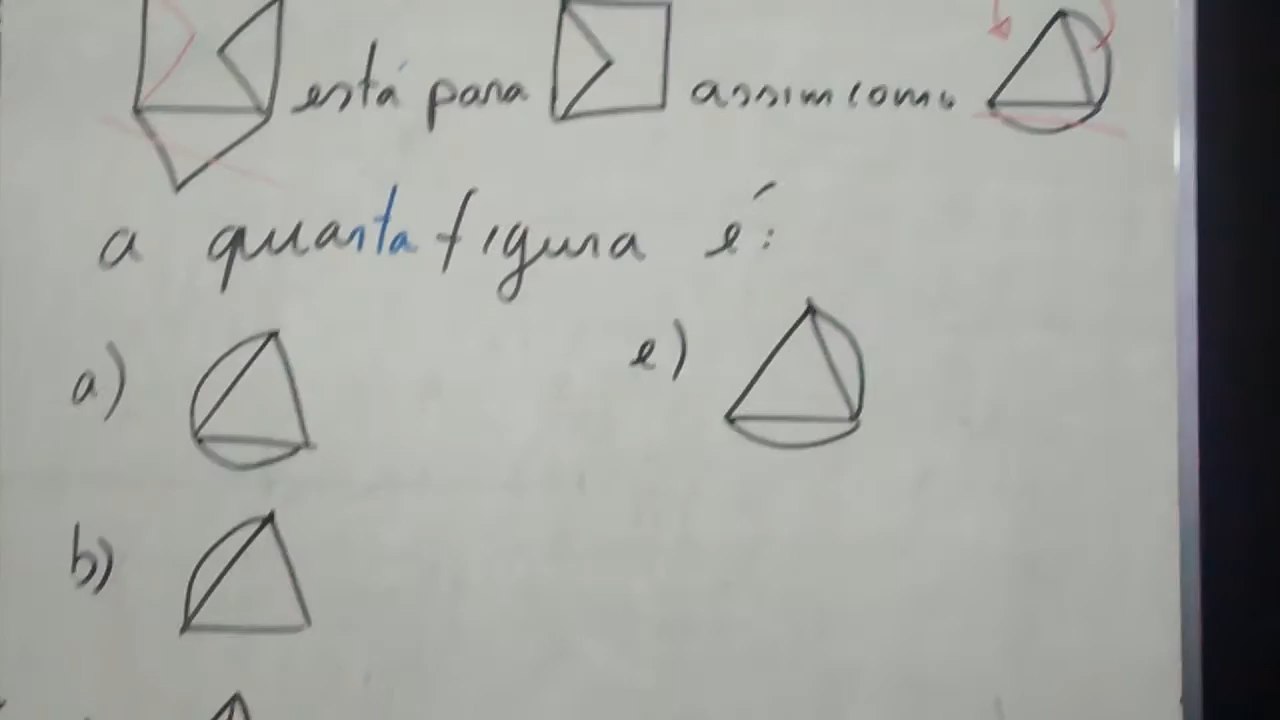 está para assim como
a quarta figura é:
a)
e)
b)